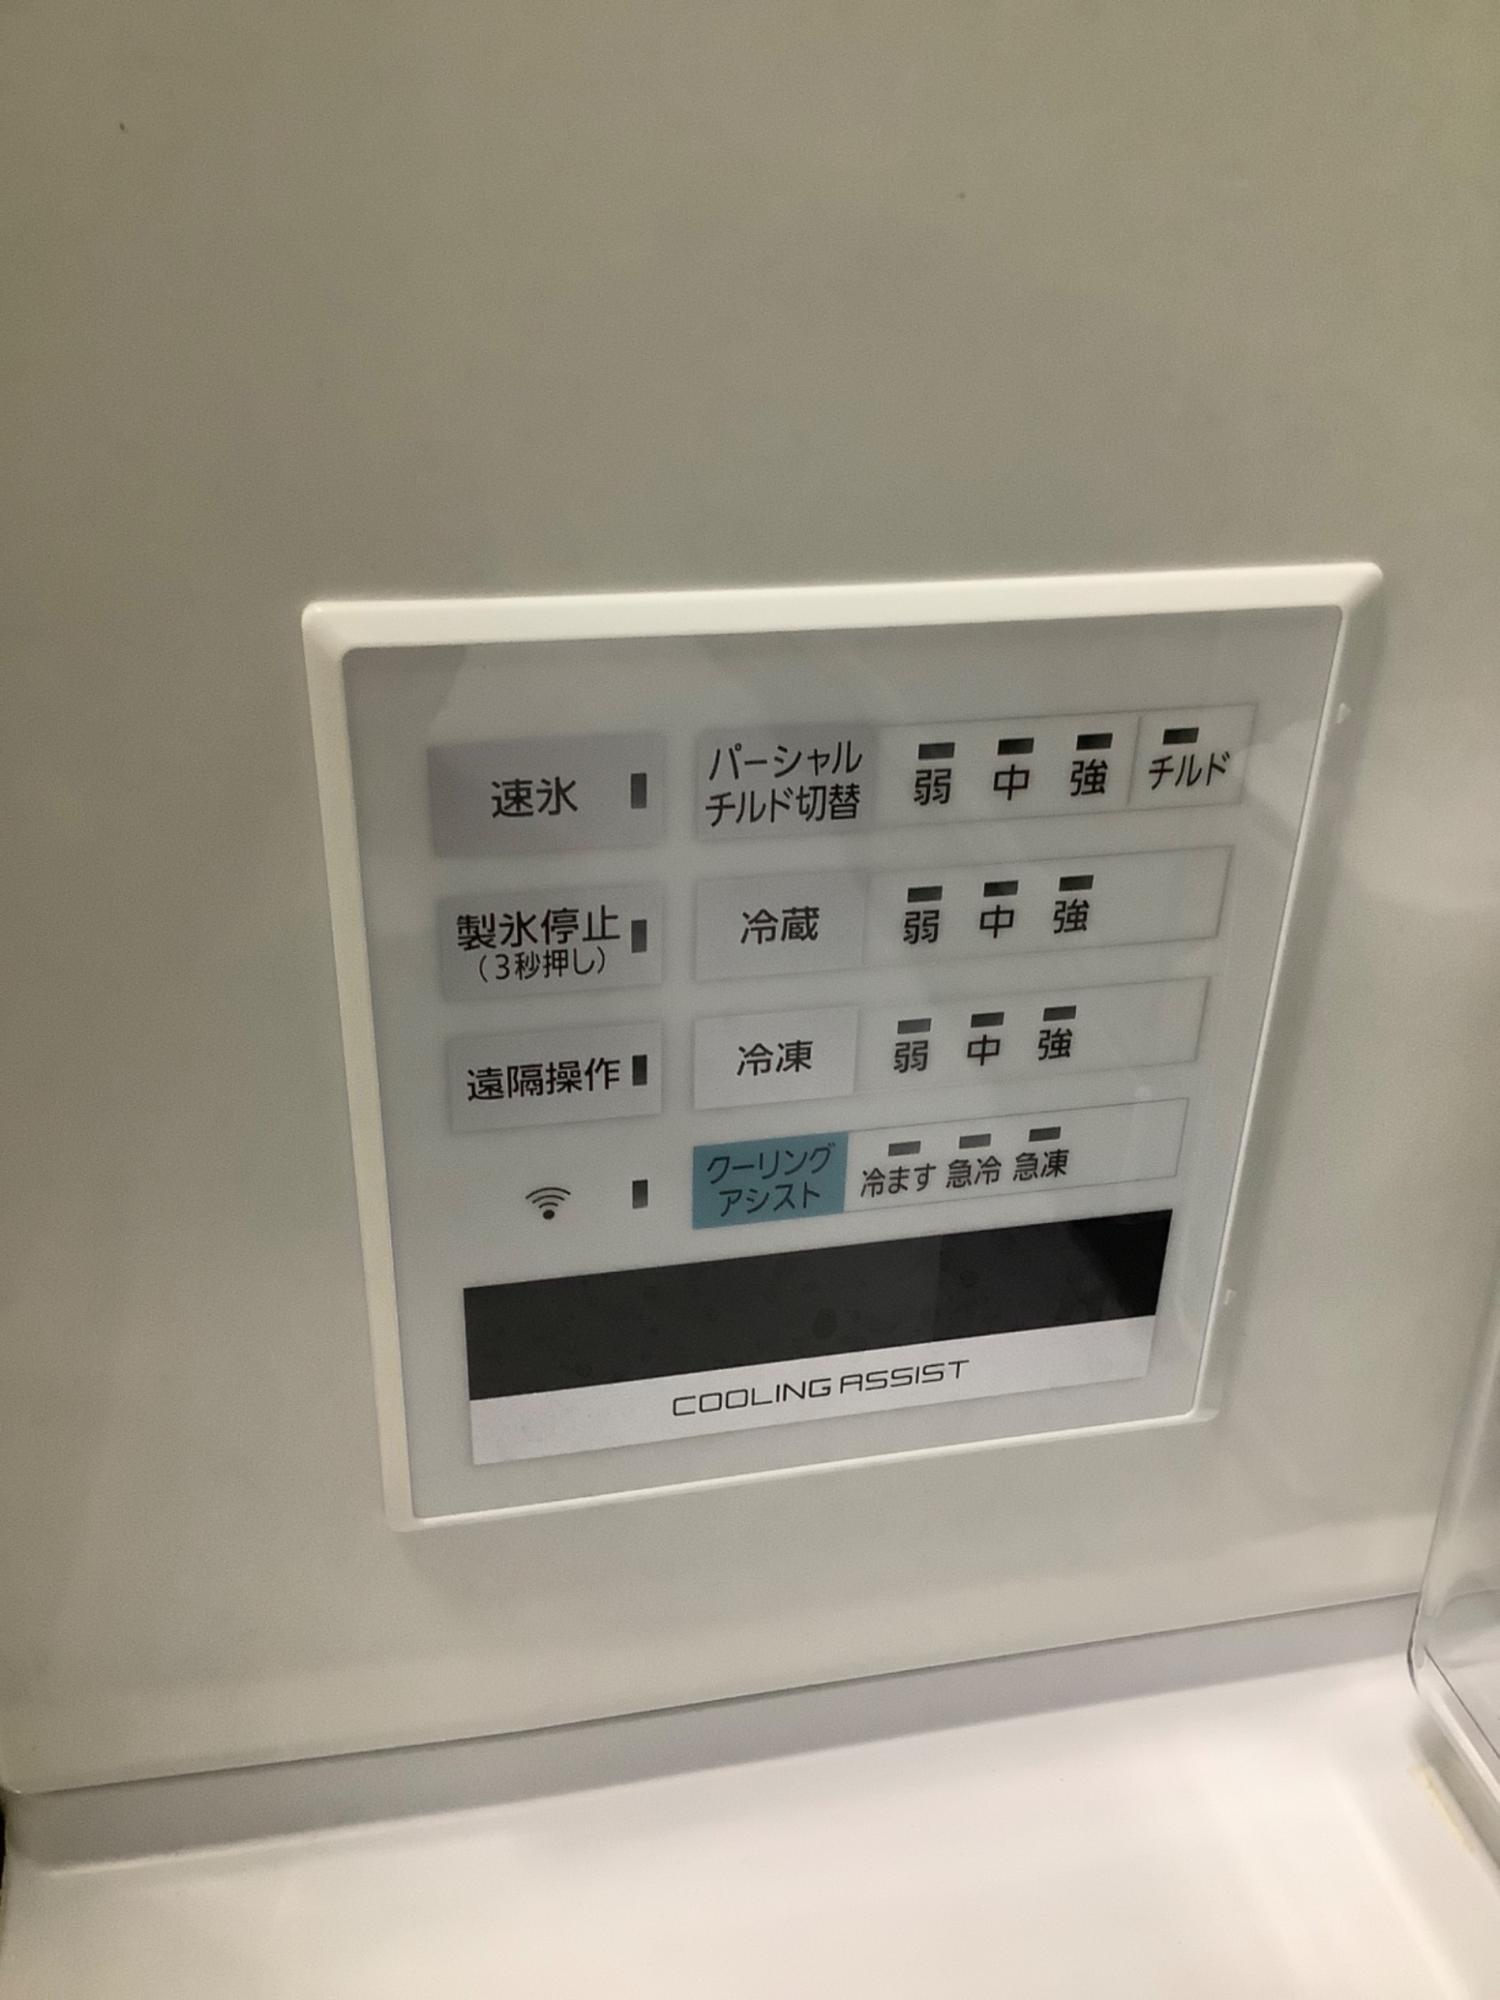 速氷
パーシャル
チルド切替
弱 中 強 チルド
製氷停止
（3秒押し）
冷蔵
弱 中 強
遠隔操作
冷凍
弱 中 強
クーリング
アシスト
冷ます 急冷 急凍
COOLING ASSIST